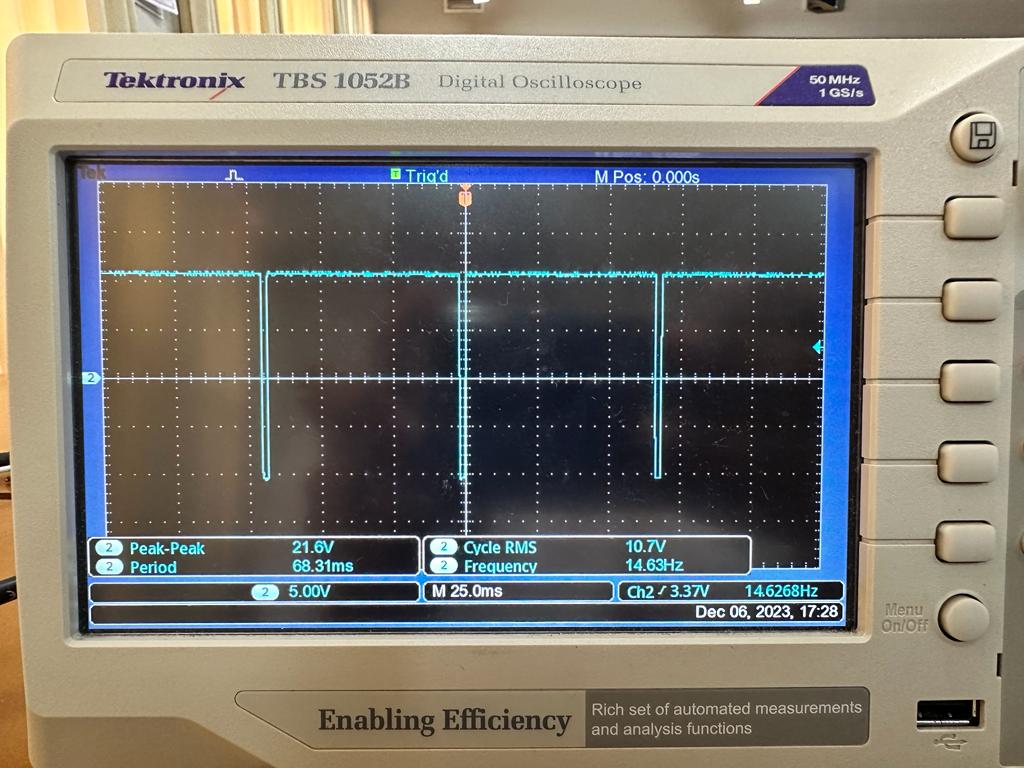 Tektronix TBS 1052B Digital Oscilloscope
50 MHz
1 GS/s
Tek
T Trig'd
M Pos: 0.000s
T
2
2 Peak-Peak 21.6V
2 Period 68.31ms
2 Cycle RMS 10.7V
2 Frequency 14.63Hz
2 5.00V
M 25.0ms
Ch2 / 3.37V 14.6268Hz
Dec 06, 2023, 17:28
Menu
On/Off
Enabling Efficiency
Rich set of automated measurements
and analysis functions